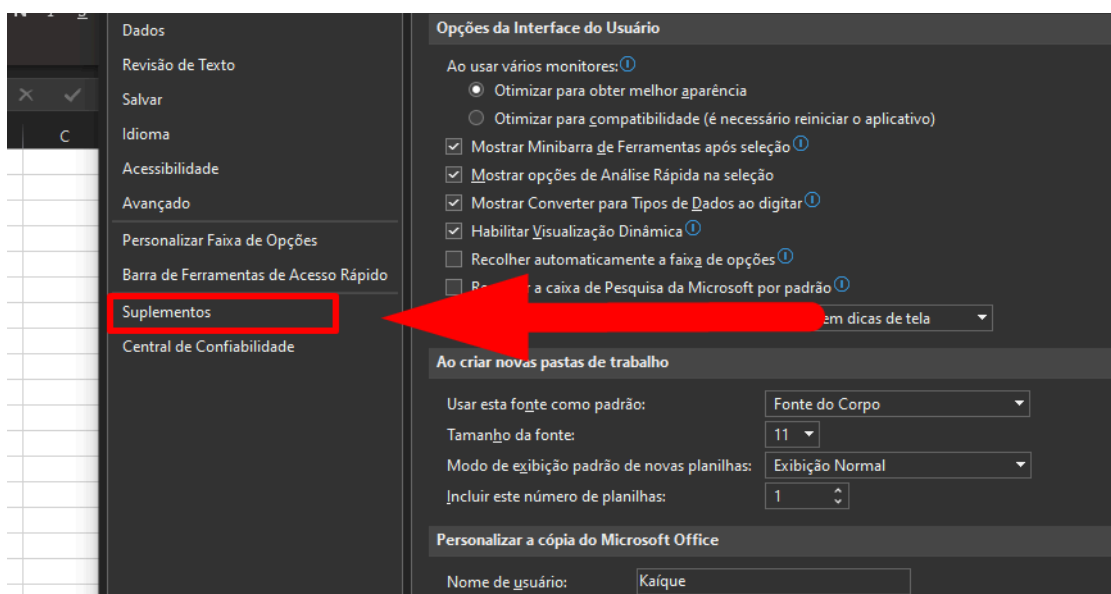 Dados
Revisão de Texto
Salvar
Idioma
Acessibilidade
Avançado
Personalizar Faixa de Opções
Barra de Ferramentas de Acesso Rápido
Suplementos
Central de Confiabilidade
C
Opções da Interface do Usuário
Ao usar vários monitores:
Otimizar para obter melhor aparência
Otimizar para compatibilidade (é necessário reiniciar o aplicativo)
Mostrar Minibarra de Ferramentas após seleção
Mostrar opções de Análise Rápida na seleção
Mostrar Converter para Tipos de Dados ao digitar
Habilitar Visualização Dinâmica
Recolher automaticamente a faixa de opções
a caixa de Pesquisa da Microsoft por padrão
em dicas de tela
Ao criar novas pastas de trabalho
Usar esta fonte como padrão: Fonte do Corpo
Tamanho da fonte: 11
Modo de exibição padrão de novas planilhas: Exibição Normal
Incluir este número de planilhas: 1
Personalizar a cópia do Microsoft Office
Nome de usuário: Kaíque